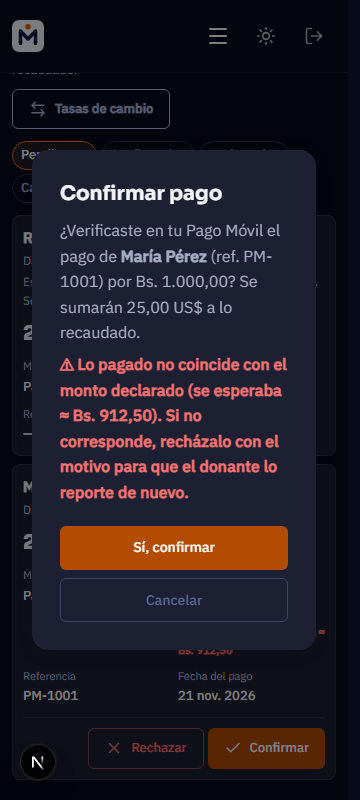 Tasas de cambio
Confirmar pago
¿Verificaste en tu Pago Móvil el
pago de María Pérez (ref. PM-
1001) por Bs. 1.000,00? Se
sumarán 25,00 US$ a lo
recaudado.
⚠ Lo pagado no coincide con el
monto declarado (se esperaba
≈ Bs. 912,50). Si no
corresponde, recházalo con el
motivo para que el donante lo
reporte de nuevo.
Sí, confirmar
Cancelar
Bs. 912,50
Referencia
Fecha del pago
PM-1001
21 nov. 2026
Rechazar
Confirmar